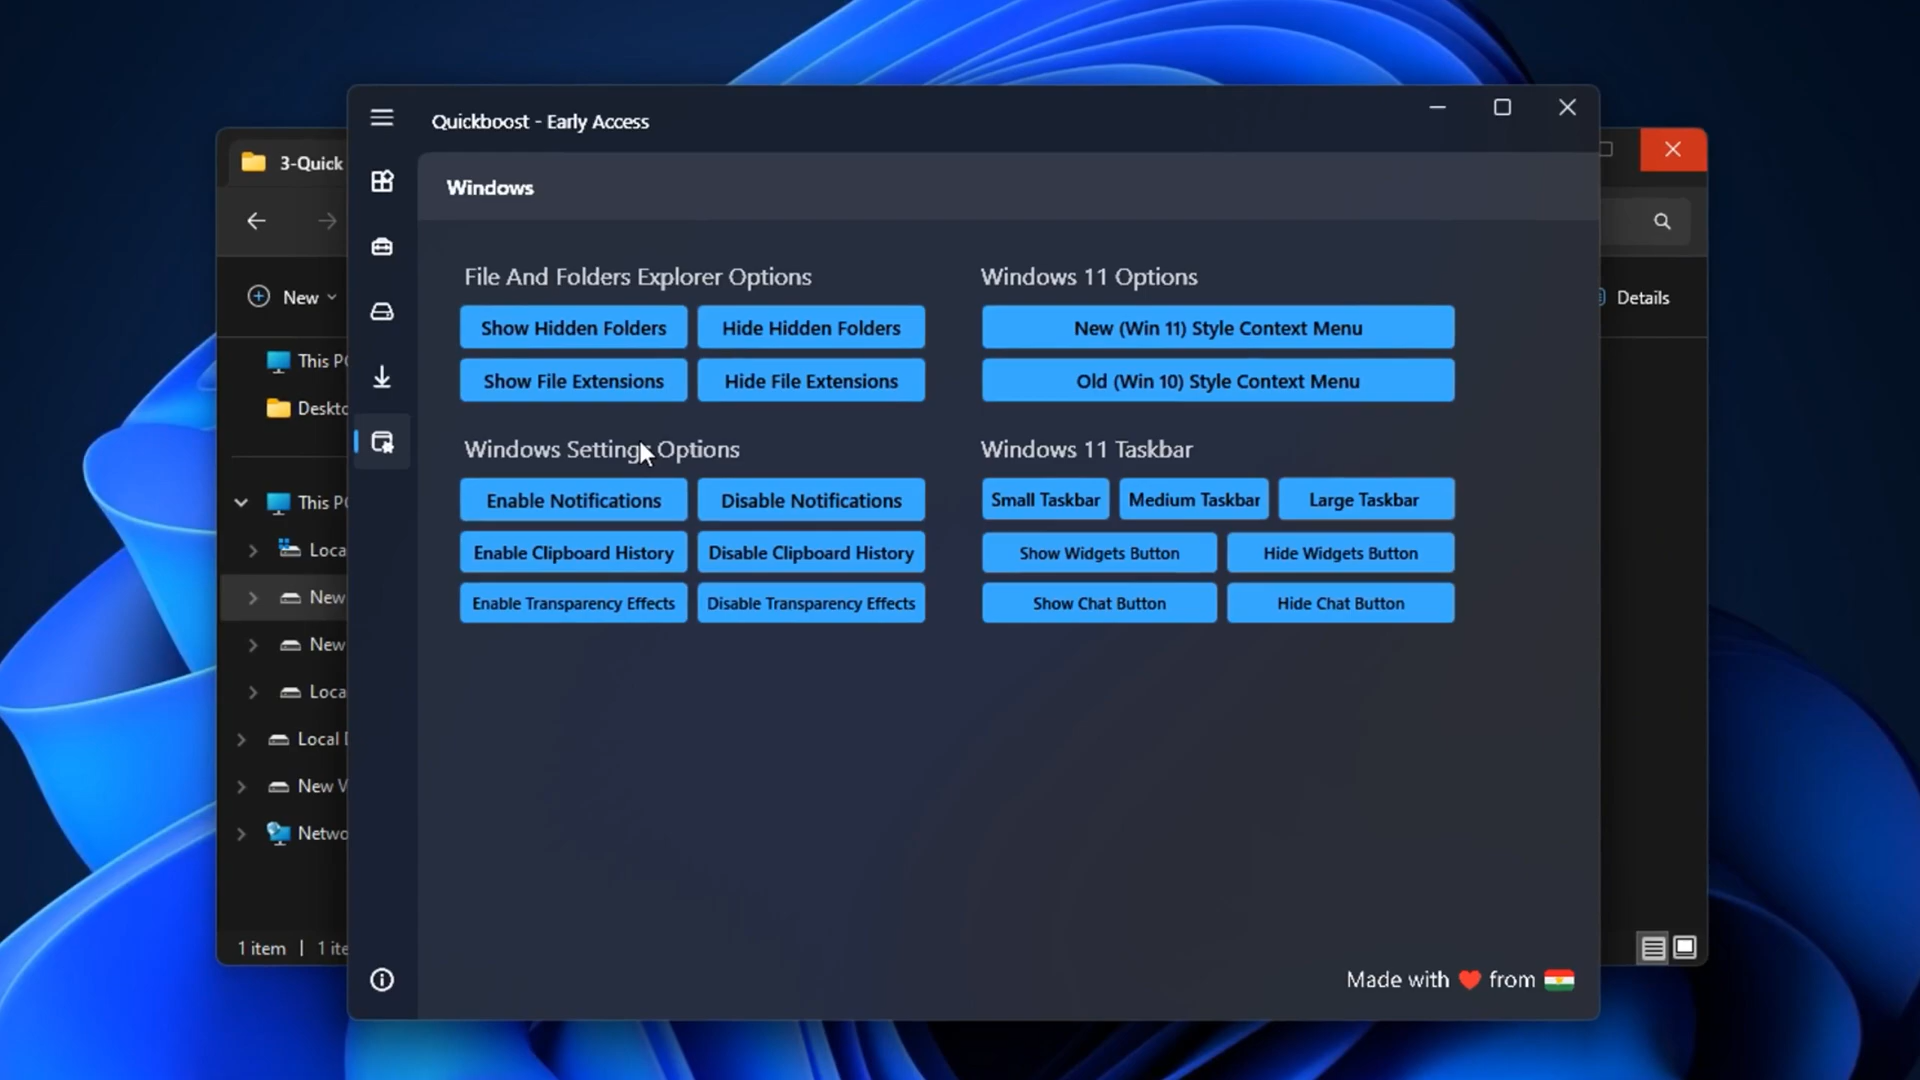 Quickboost - Early Access
3-Quick
Windows
File And Folders Explorer Options
Show Hidden Folders
Hide Hidden Folders
Show File Extensions
Hide File Extensions
Windows Settings Options
Enable Notifications
Disable Notifications
Enable Clipboard History
Disable Clipboard History
Enable Transparency Effects
Disable Transparency Effects
Windows 11 Options
New (Win 11) Style Context Menu
Old (Win 10) Style Context Menu
Windows 11 Taskbar
Small Taskbar
Medium Taskbar
Large Taskbar
Show Widgets Button
Hide Widgets Button
Show Chat Button
Hide Chat Button
New
Details
This P
Deskto
This P
Loca
New
New
Loca
Local
New V
Netwo
1 item | 1 ite
Made with ❤️ from